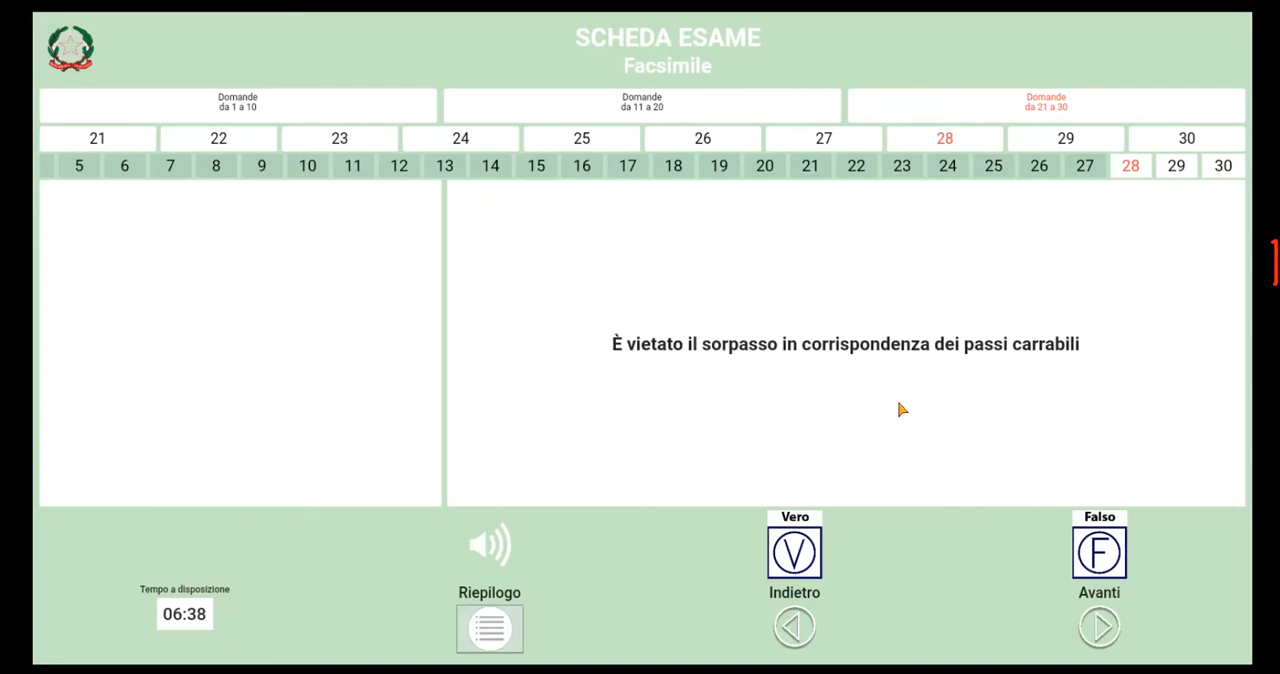 SCHEDA ESAME
Facsimile
Domande
da 1 a 10
Domande
da 11 a 20
Domande
da 21 a 30
21 22 23 24 25 26 27 28 29 30
5 6 7 8 9 10 11 12 13 14 15 16 17 18 19 20 21 22 23 24 25 26 27 28 29 30
È vietato il sorpasso in corrispondenza dei passi carrabili
Vero
V
Falso
F
Tempo a disposizione
06:38
Riepilogo
Indietro
Avanti